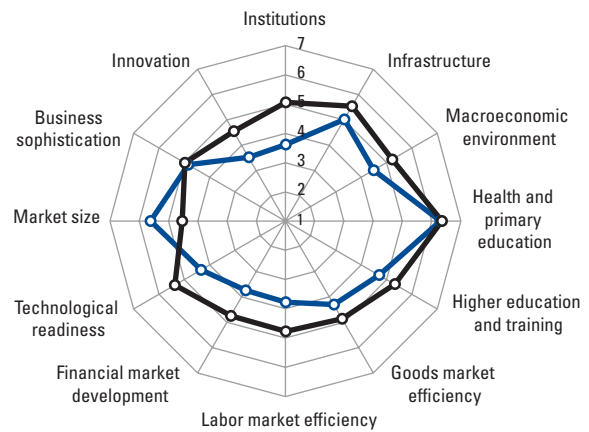 Institutions
Infrastructure
Macroeconomic
environment
Health and
primary
education
Higher education
and training
Goods market
efficiency
Labor market efficiency
Financial market
development
Technological
readiness
Market size
Business
sophistication
Innovation
7
6
5
4
3
2
1